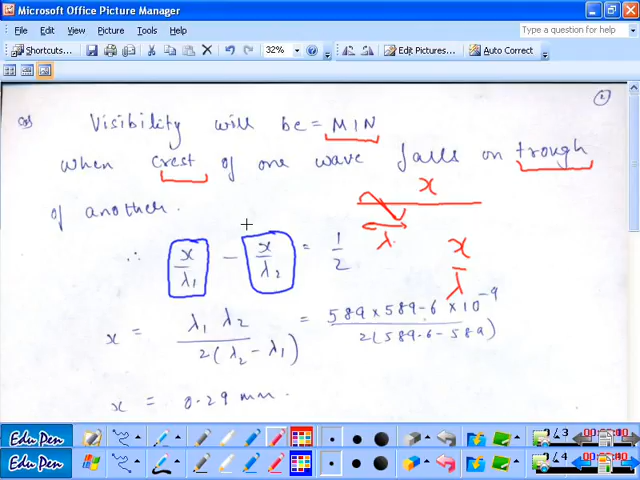 Microsoft Office Picture Manager
File Edit View Picture Tools Help
Type a question for help
Shortcuts... 32% Edit Pictures... Auto Correct
Visibility will be = MIN
when crest of one wave falls on trough
of another.
x
λ
∴ x/λ₁ - x/λ₂ = 1/2
x/λ
x = λ₁ λ₂ / 2(λ₂ - λ₁) = 589 × 589.6 × 10⁻⁹ / 2(589.6 - 589)
x = 0.29 mm.
Edu Pen / 3
Edu Pen / 4